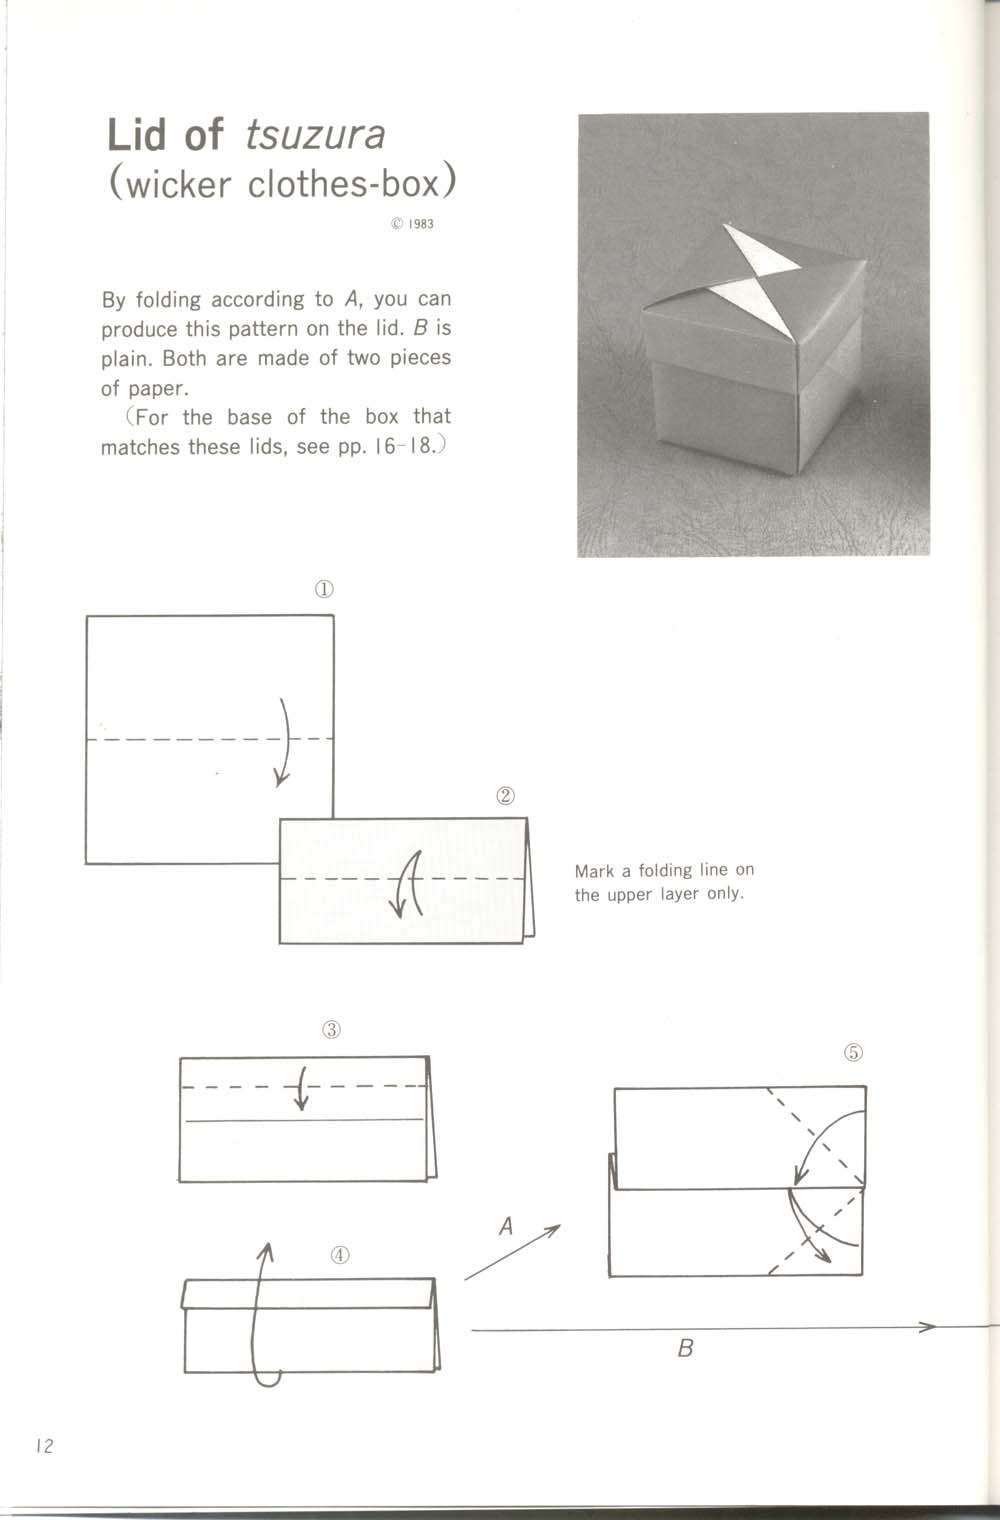 Lid of tsuzura
(wicker clothes-box)
© 1983
By folding according to A, you can
produce this pattern on the lid. B is
plain. Both are made of two pieces
of paper.
(For the base of the box that
matches these lids, see pp. 16-18.)
①
②
Mark a folding line on
the upper layer only.
③
⑤
A
④
B
12